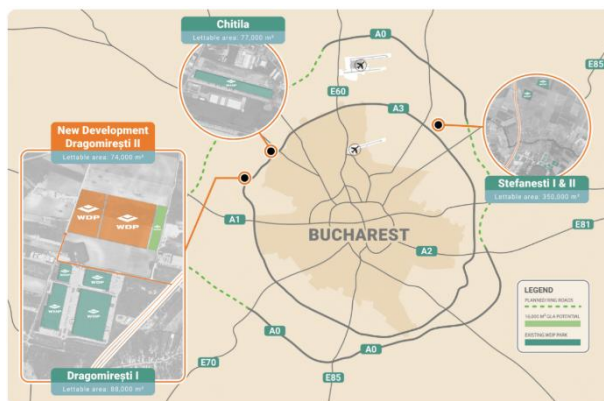 Chitila
Lettable area: 77,000 m²
A0
E85
E60
A3
New Development
Dragomirești II
Lettable area: 74,000 m²
WDP
WDP
Stefanesti I & II
Lettable area: 350,000 m²
A1
BUCHAREST
E81
A2
LEGEND
PLANNED RING ROADS
EXISTING WDP PARK
A0
A0
E70
E85
Dragomirești I
Lettable area: 68,000 m²